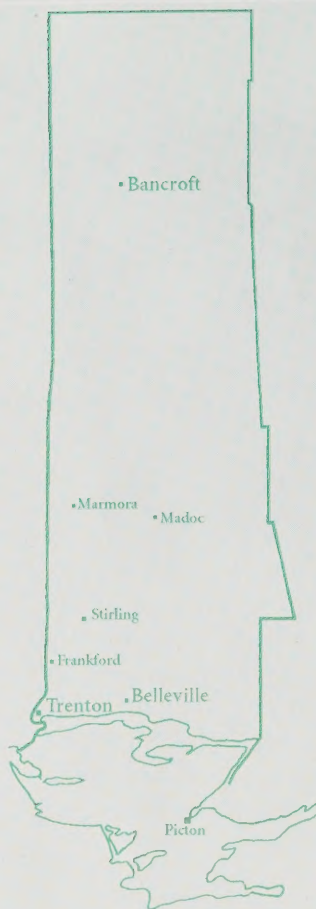 Bancroft
Marmora
Madoc
Stirling
Frankford
Belleville
Trenton
Picton